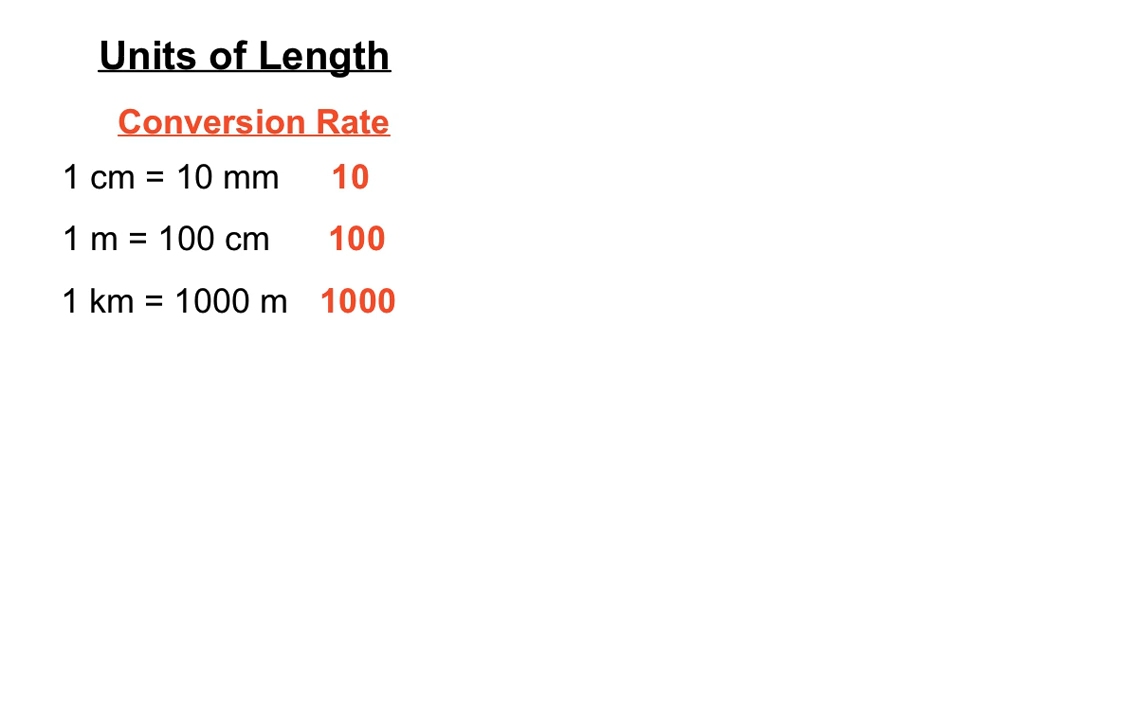 Units of Length
Conversion Rate
1 cm = 10 mm 10
1 m = 100 cm 100
1 km = 1000 m 1000